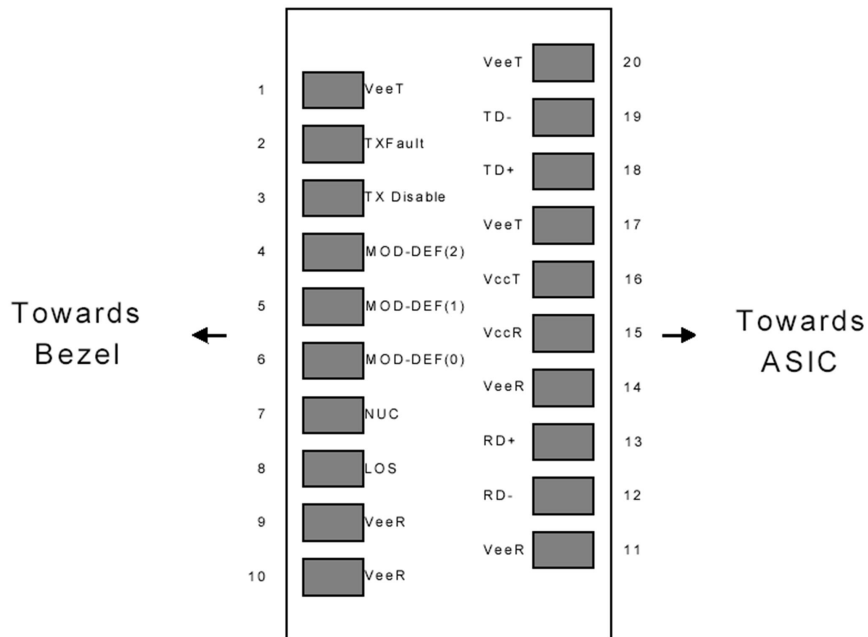 VeeT 20
1 VeeT
TD- 19
2 TXFault
TD+ 18
3 TX Disable
VeeT 17
4 MOD-DEF(2)
VccT 16
5 MOD-DEF(1)
Towards
Bezel
VccR 15
Towards
ASIC
6 MOD-DEF(0)
VeeR 14
7 NUC
RD+ 13
8 LOS
RD- 12
9 VeeR
VeeR 11
10 VeeR